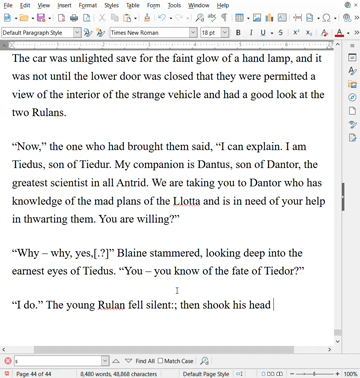 File Edit View Insert Format Styles Table Form Tools Window Help
Default Paragraph Style Times New Roman 18 pt
The car was unlighted save for the faint glow of a hand lamp, and it
was not until the lower door was closed that they were permitted a
view of the interior of the strange vehicle and had a good look at the
two Rulans.
“Now,” the one who had brought them said, “I can explain. I am
Tiedus, son of Tiedur. My companion is Dantus, son of Dantor, the
greatest scientist in all Antrid. We are taking you to Dantor who has
knowledge of the mad plans of the Llotta and is in need of your help
in thwarting them. You are willing?”
“Why – why, yes,[.?]” Blaine stammered, looking deep into the
earnest eyes of Tiedus. “You – you know of the fate of Tiedor?”
“I do.” The young Rulan fell silent:; then shook his head
s Find All Match Case
Page 44 of 44 8,480 words, 48,868 characters Default Page Style 100%